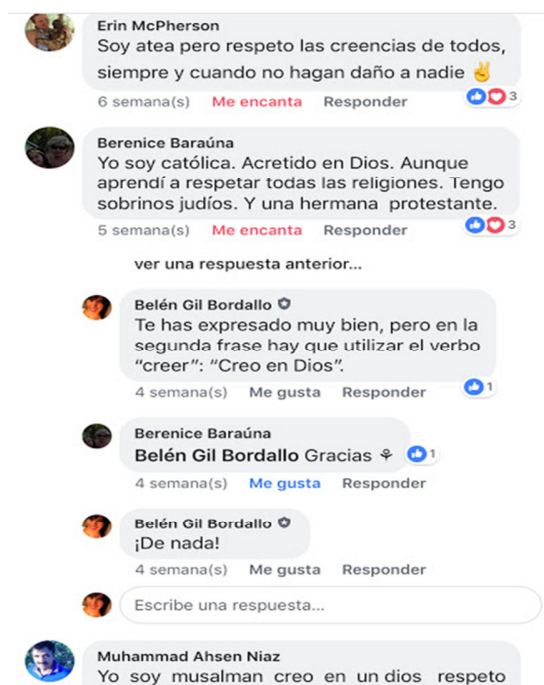 Erin McPherson
Soy atea pero respeto las creencias de todos,
siempre y cuando no hagan daño a nadie ✌
6 semana(s) Me encanta Responder 3
Berenice Baraúna
Yo soy católica. Acretido en Dios. Aunque
aprendí a respetar todas las religiones. Tengo
sobrinos judíos. Y una hermana protestante.
5 semana(s) Me encanta Responder 3
ver una respuesta anterior...
Belén Gil Bordallo
Te has expresado muy bien, pero en la
segunda frase hay que utilizar el verbo
“creer”: “Creo en Dios”.
4 semana(s) Me gusta Responder 1
Berenice Baraúna
Belén Gil Bordallo Gracias ⚘ 1
4 semana(s) Me gusta Responder
Belén Gil Bordallo
¡De nada!
4 semana(s) Me gusta Responder
Escribe una respuesta...
Muhammad Ahsen Niaz
Yo soy musalman creo en un dios respeto